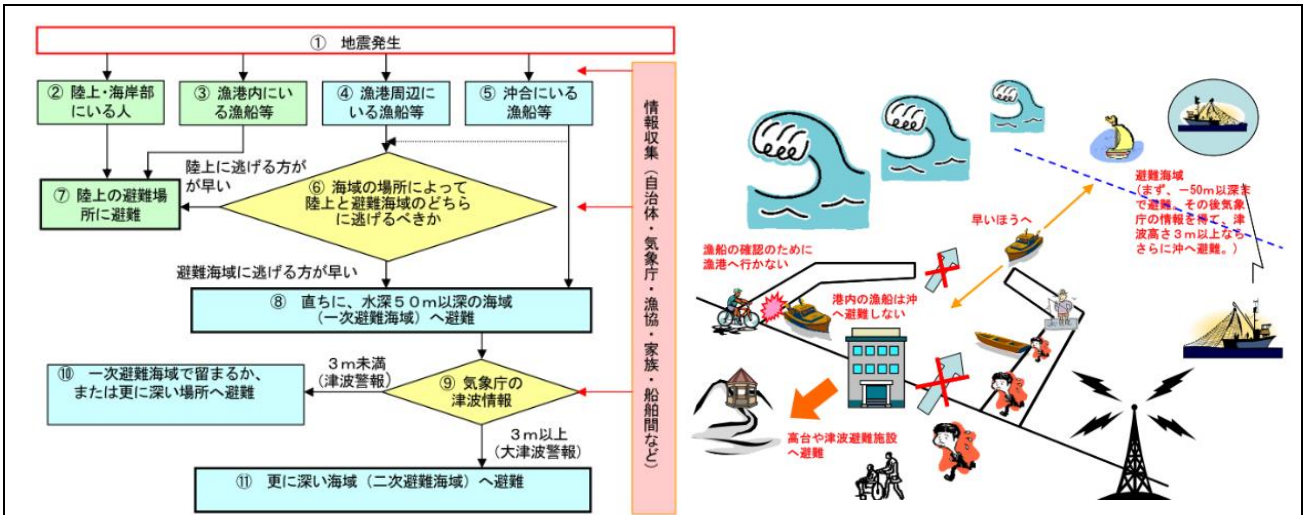 ① 地震発生
② 陸上・海岸部
にいる人
③ 漁港内にい
る漁船等
④ 漁港周辺に
いる漁船等
⑤ 沖合にいる
漁船等
陸上に逃げる方が
が早い
⑦ 陸上の避難場
所に避難
⑥ 海域の場所によって
陸上と避難海域のどちら
に逃げるべきか
避難海域に逃げる方が早い
⑧ 直ちに、水深50m以深の海域
(一次避難海域)へ避難
3m未満
(津波警報)
⑨ 気象庁の
津波情報
⑩ 一次避難海域で留まるか、
または更に深い場所へ避難
3m以上
(大津波警報)
⑪ 更に深い海域(二次避難海域)へ避難
情報収集(自治体・気象庁・漁協・家族・船舶間など)
避難海域
(まず、-50m以深ま
で避難。その後気象
庁の情報を得て、津
波高さ3m以上なら
さらに沖へ避難。)
早いほうへ
漁船の確認のために
漁港へ行かない
港内の漁船は沖
へ避難しない
高台や津波避難施設
へ避難